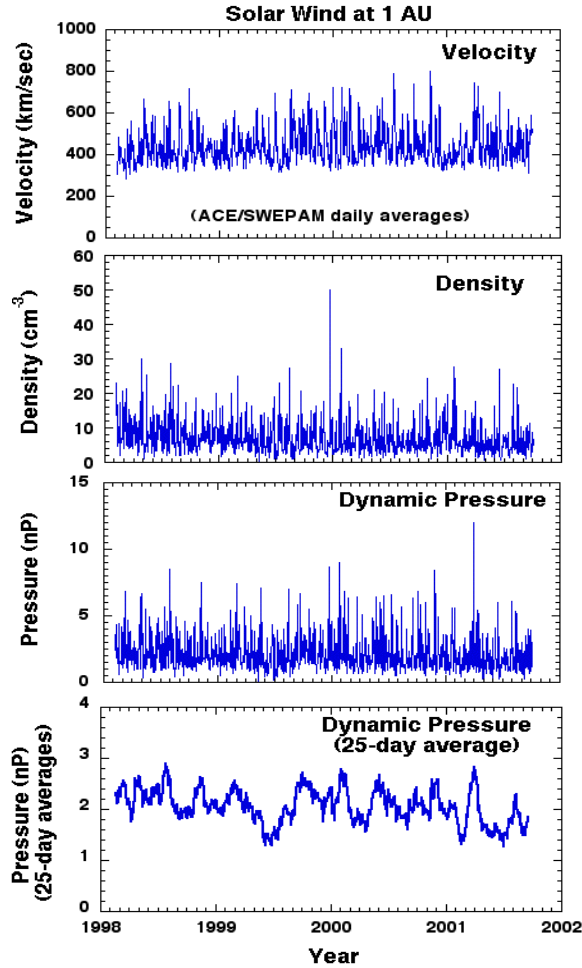 Solar Wind at 1 AU
Velocity (km/sec)
1000
800
600
400
200
0
Velocity
(ACE/SWEPAM daily averages)
Density (cm-3)
60
50
40
30
20
10
0
Density
Pressure (nP)
15
10
5
0
Dynamic Pressure
Pressure (nP)
(25-day averages)
4
3
2
1
0
Dynamic Pressure
(25-day average)
1998 1999 2000 2001 2002
Year